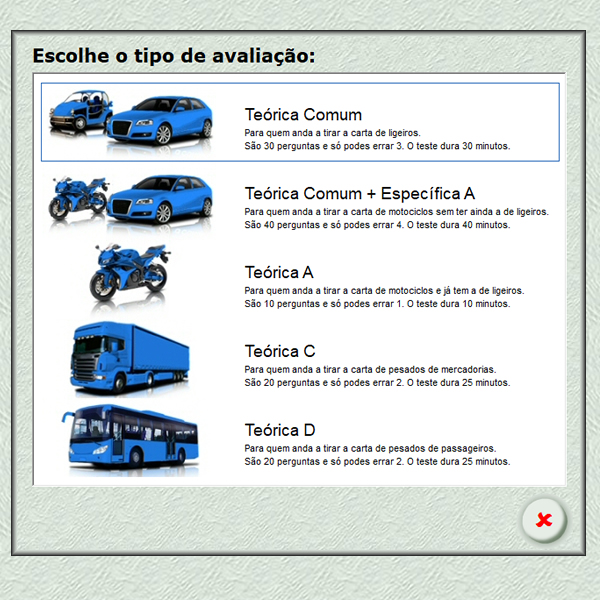 Escolhe o tipo de avaliação:
Teórica Comum
Para quem anda a tirar a carta de ligeiros.
São 30 perguntas e só podes errar 3. O teste dura 30 minutos.
Teórica Comum + Específica A
Para quem anda a tirar a carta de motociclos sem ter ainda a de ligeiros.
São 40 perguntas e só podes errar 4. O teste dura 40 minutos.
Teórica A
Para quem anda a tirar a carta de motociclos e já tem a de ligeiros.
São 10 perguntas e só podes errar 1. O teste dura 10 minutos.
Teórica C
Para quem anda a tirar a carta de pesados de mercadorias.
São 20 perguntas e só podes errar 2. O teste dura 25 minutos.
Teórica D
Para quem anda a tirar a carta de pesados de passageiros.
São 20 perguntas e só podes errar 2. O teste dura 25 minutos.